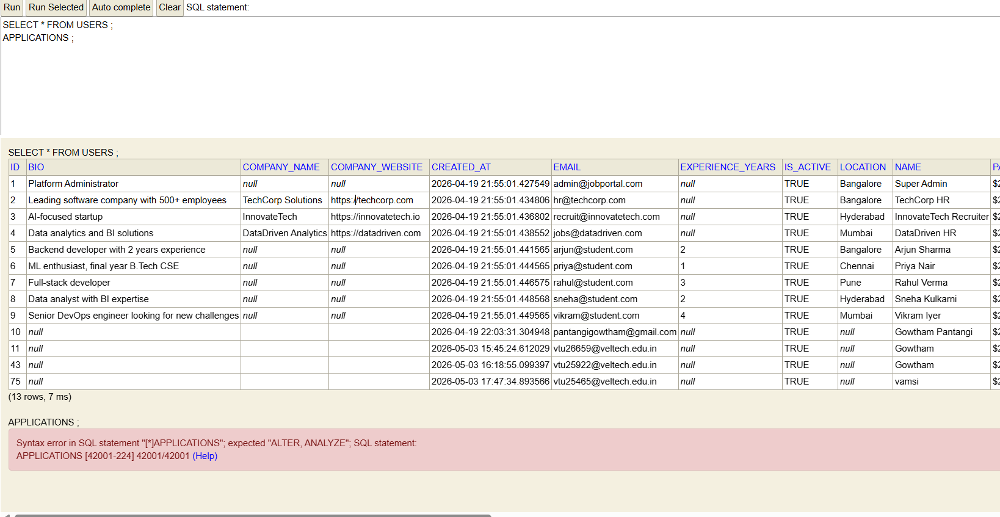 Run Run Selected Auto complete Clear SQL statement:
SELECT * FROM USERS ;
APPLICATIONS ;
SELECT * FROM USERS ;
ID BIO COMPANY_NAME COMPANY_WEBSITE CREATED_AT EMAIL EXPERIENCE_YEARS IS_ACTIVE LOCATION NAME PA
1 Platform Administrator null null 2026-04-19 21:55:01.427549 admin@jobportal.com null TRUE Bangalore Super Admin $2
2 Leading software company with 500+ employees TechCorp Solutions https://techcorp.com 2026-04-19 21:55:01.434806 hr@techcorp.com null TRUE Bangalore TechCorp HR $2
3 AI-focused startup InnovateTech https://innovatetech.io 2026-04-19 21:55:01.436802 recruit@innovatetech.com null TRUE Hyderabad InnovateTech Recruiter $2
4 Data analytics and BI solutions DataDriven Analytics https://datadriven.com 2026-04-19 21:55:01.438552 jobs@datadriven.com null TRUE Mumbai DataDriven HR $2
5 Backend developer with 2 years experience null null 2026-04-19 21:55:01.441565 arjun@student.com 2 TRUE Bangalore Arjun Sharma $2
6 ML enthusiast, final year B.Tech CSE null null 2026-04-19 21:55:01.444565 priya@student.com 1 TRUE Chennai Priya Nair $2
7 Full-stack developer null null 2026-04-19 21:55:01.446575 rahul@student.com 3 TRUE Pune Rahul Verma $2
8 Data analyst with BI expertise null null 2026-04-19 21:55:01.448568 sneha@student.com 2 TRUE Hyderabad Sneha Kulkarni $2
9 Senior DevOps engineer looking for new challenges null null 2026-04-19 21:55:01.449565 vikram@student.com 4 TRUE Mumbai Vikram Iyer $2
10 null 2026-04-19 22:03:31.304948 pantangigowtham@gmail.com null TRUE null Gowtham Pantangi $2
11 null 2026-05-03 15:45:24.612029 vtu26659@veltech.edu.in null TRUE null Gowtham $2
43 null 2026-05-03 16:18:55.099397 vtu25922@veltech.edu.in null TRUE null Gowtham $2
75 null 2026-05-03 17:47:34.893566 vtu25465@veltech.edu.in null TRUE null vamsi $2
(13 rows, 7 ms)
APPLICATIONS ;
Syntax error in SQL statement "[*]APPLICATIONS"; expected "ALTER, ANALYZE"; SQL statement:
APPLICATIONS [42001-224] 42001/42001 (Help)